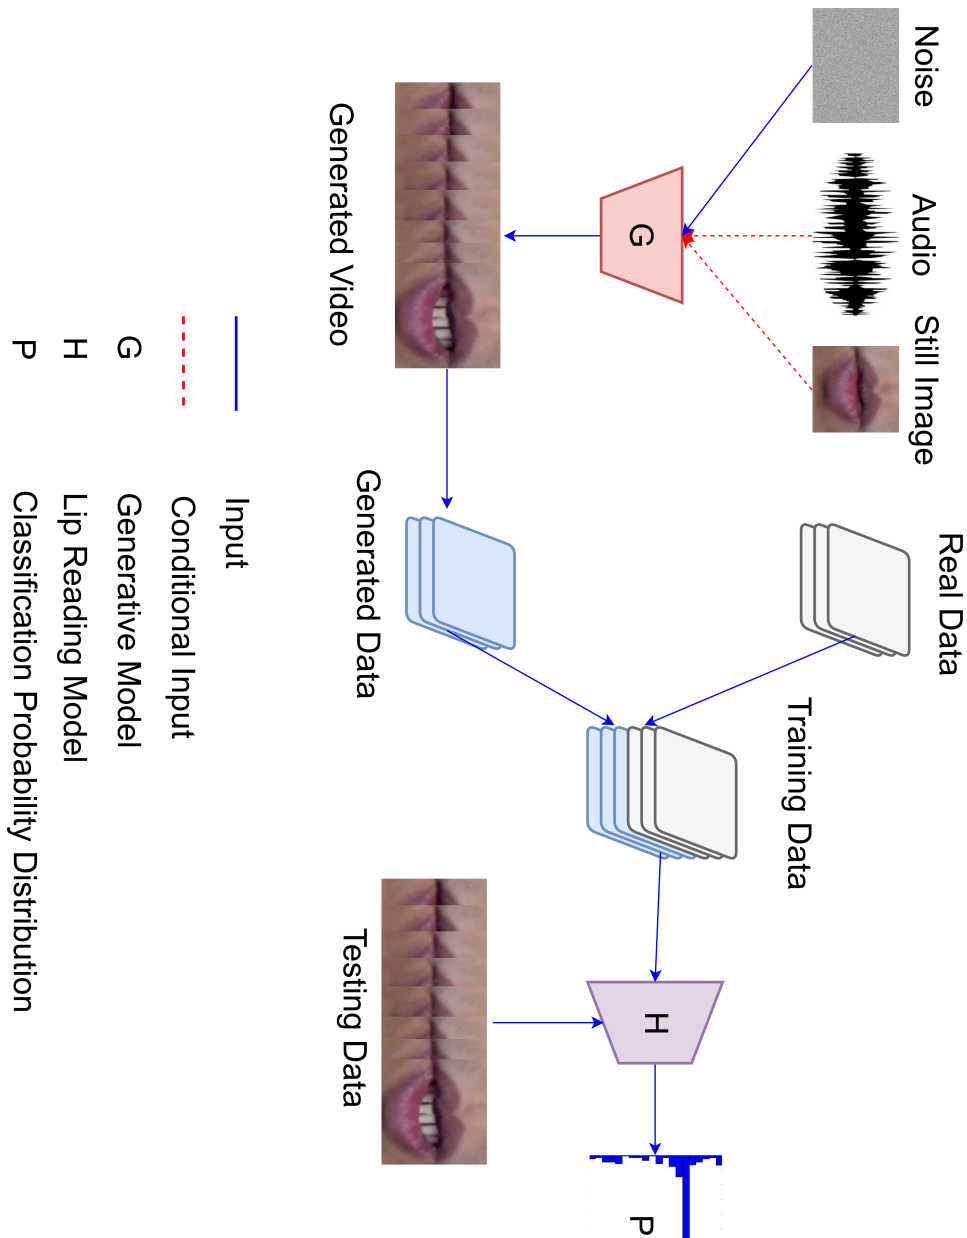 Noise
Audio
Still Image
G
Generated Video
Real Data
Generated Data
Training Data
H
Testing Data
P
Input
Conditional Input
G Generative Model
H Lip Reading Model
P Classification Probability Distribution